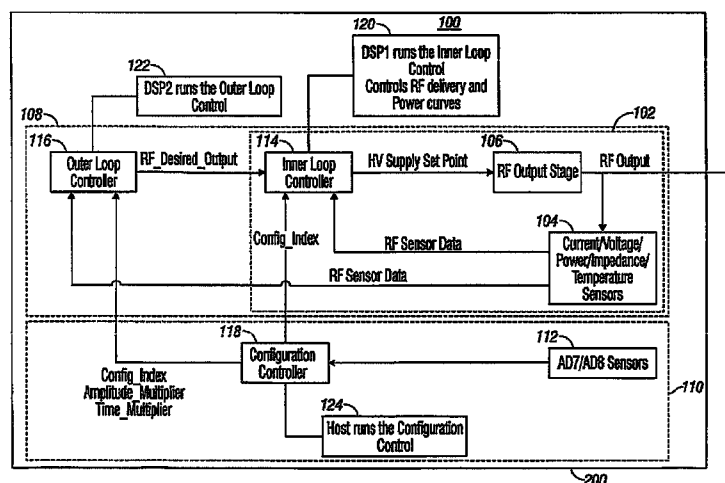 120
100
DSP1 runs the Inner Loop
Control
Controls RF delivery and
Power curves
122
DSP2 runs the Outer Loop
Control
102
108
116
Outer Loop
Controller
RF_Desired_Output
114
Inner Loop
Controller
HV Supply Set Point
106
RF Output Stage
RF Output
Config_Index
RF Sensor Data
RF Sensor Data
104
Current/Voltage/
Power/Impedance/
Temperature
Sensors
118
Configuration
Controller
112
AD7/AD8 Sensors
Config_Index
Amplitude_Multiplier
Time_Multiplier
110
124
Host runs the Configuration
Control
200